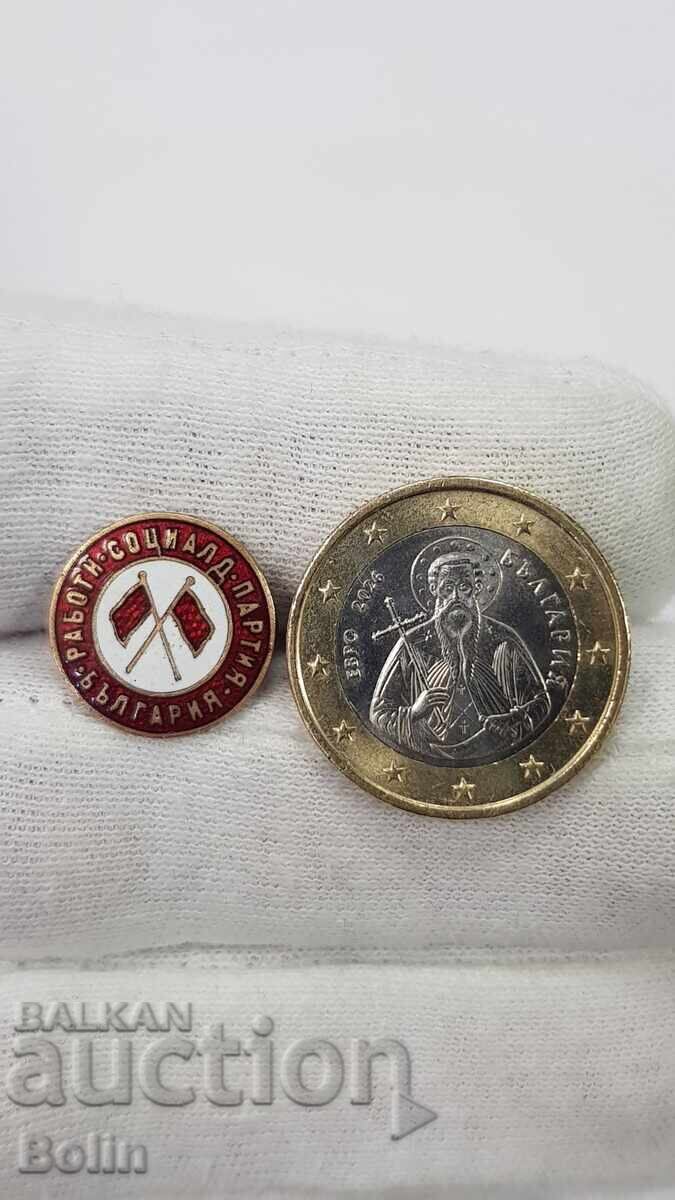 РАБОТН·СОЦИАЛД·ПАРТИЯ·
БЪЛГАРИЯ
ЕВРО 2026
БЪЛГАРИЯ
BALKAN
auction
Bolin